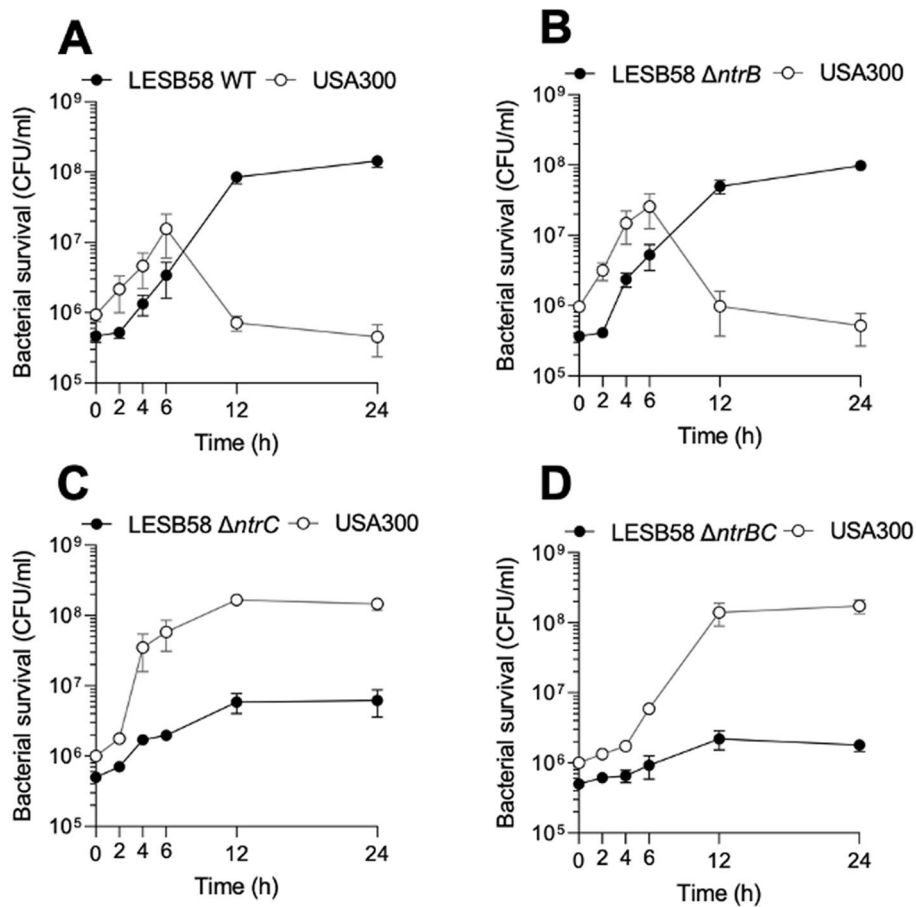 A
LESB58 WT USA300
Bacterial survival (CFU/ml)
10⁹
10⁸
10⁷
10⁶
10⁵
0 2 4 6 12 24
Time (h)
B
LESB58 ΔntrB USA300
Bacterial survival (CFU/ml)
10⁹
10⁸
10⁷
10⁶
10⁵
0 2 4 6 12 24
Time (h)
C
LESB58 ΔntrC USA300
Bacterial survival (CFU/ml)
10⁹
10⁸
10⁷
10⁶
10⁵
0 2 4 6 12 24
Time (h)
D
LESB58 ΔntrBC USA300
Bacterial survival (CFU/ml)
10⁹
10⁸
10⁷
10⁶
10⁵
0 2 4 6 12 24
Time (h)